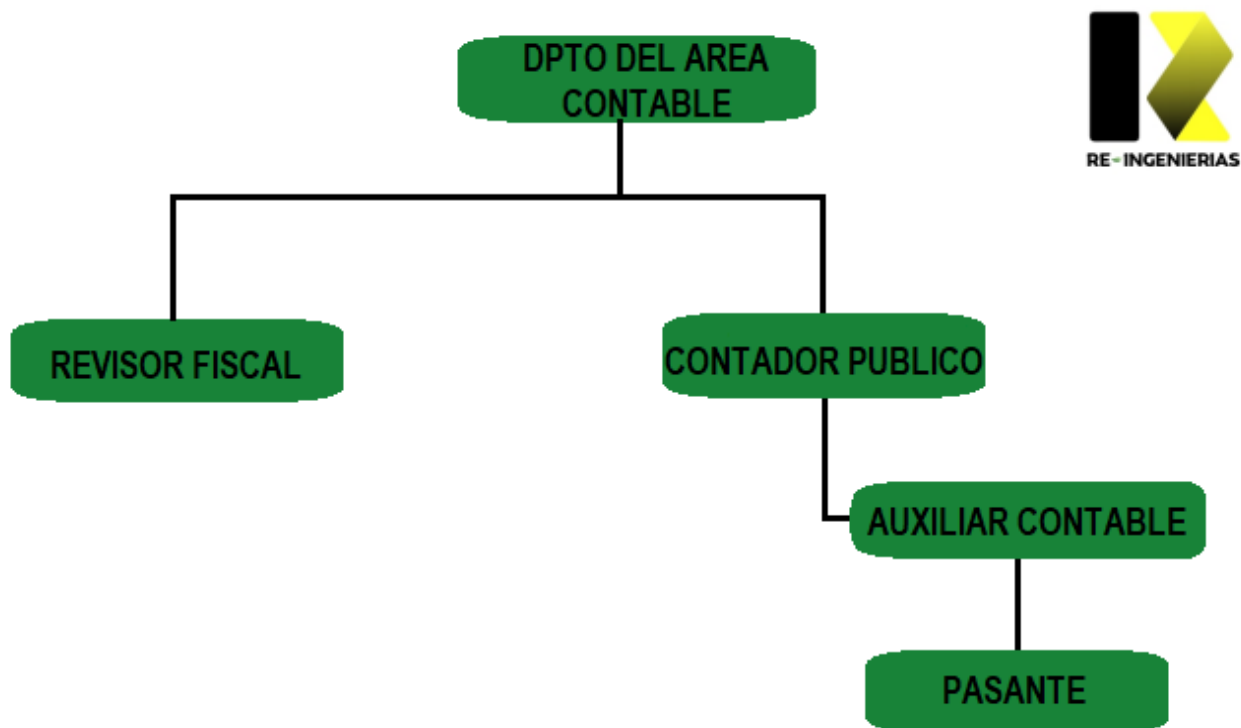 DPTO DEL AREA
CONTABLE
RE-INGENIERIAS
REVISOR FISCAL
CONTADOR PUBLICO
AUXILIAR CONTABLE
PASANTE